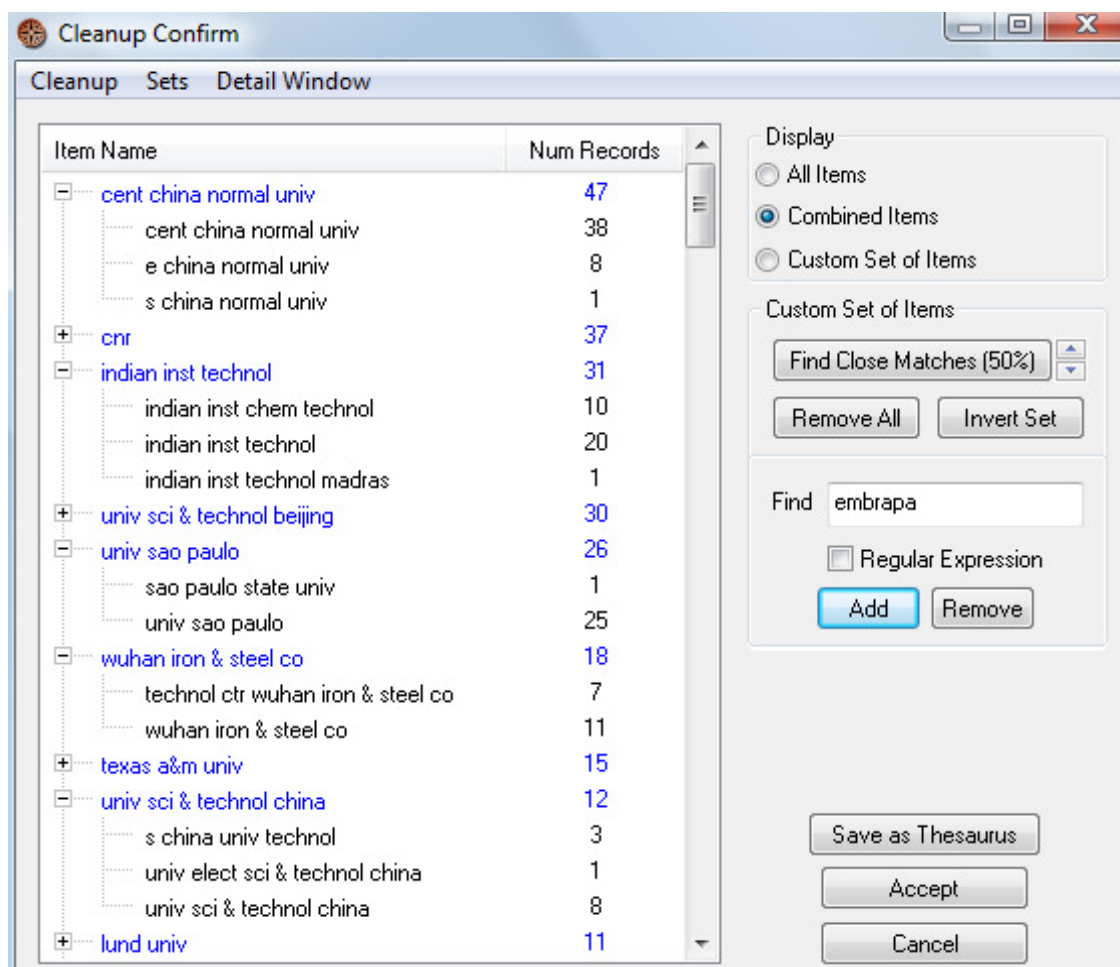 Cleanup Confirm
Cleanup Sets Detail Window
Item Name Num Records
cent china normal univ 47
cent china normal univ 38
e china normal univ 8
s china normal univ 1
cnr 37
indian inst technol 31
indian inst chem technol 10
indian inst technol 20
indian inst technol madras 1
univ sci & technol beijing 30
univ sao paulo 26
sao paulo state univ 1
univ sao paulo 25
wuhan iron & steel co 18
technol ctr wuhan iron & steel co 7
wuhan iron & steel co 11
texas a&m univ 15
univ sci & technol china 12
s china univ technol 3
univ elect sci & technol china 1
univ sci & technol china 8
lund univ 11
Display
All Items
Combined Items
Custom Set of Items
Custom Set of Items
Find Close Matches (50%)
Remove All Invert Set
Find embrapa
Regular Expression
Add Remove
Save as Thesaurus
Accept
Cancel